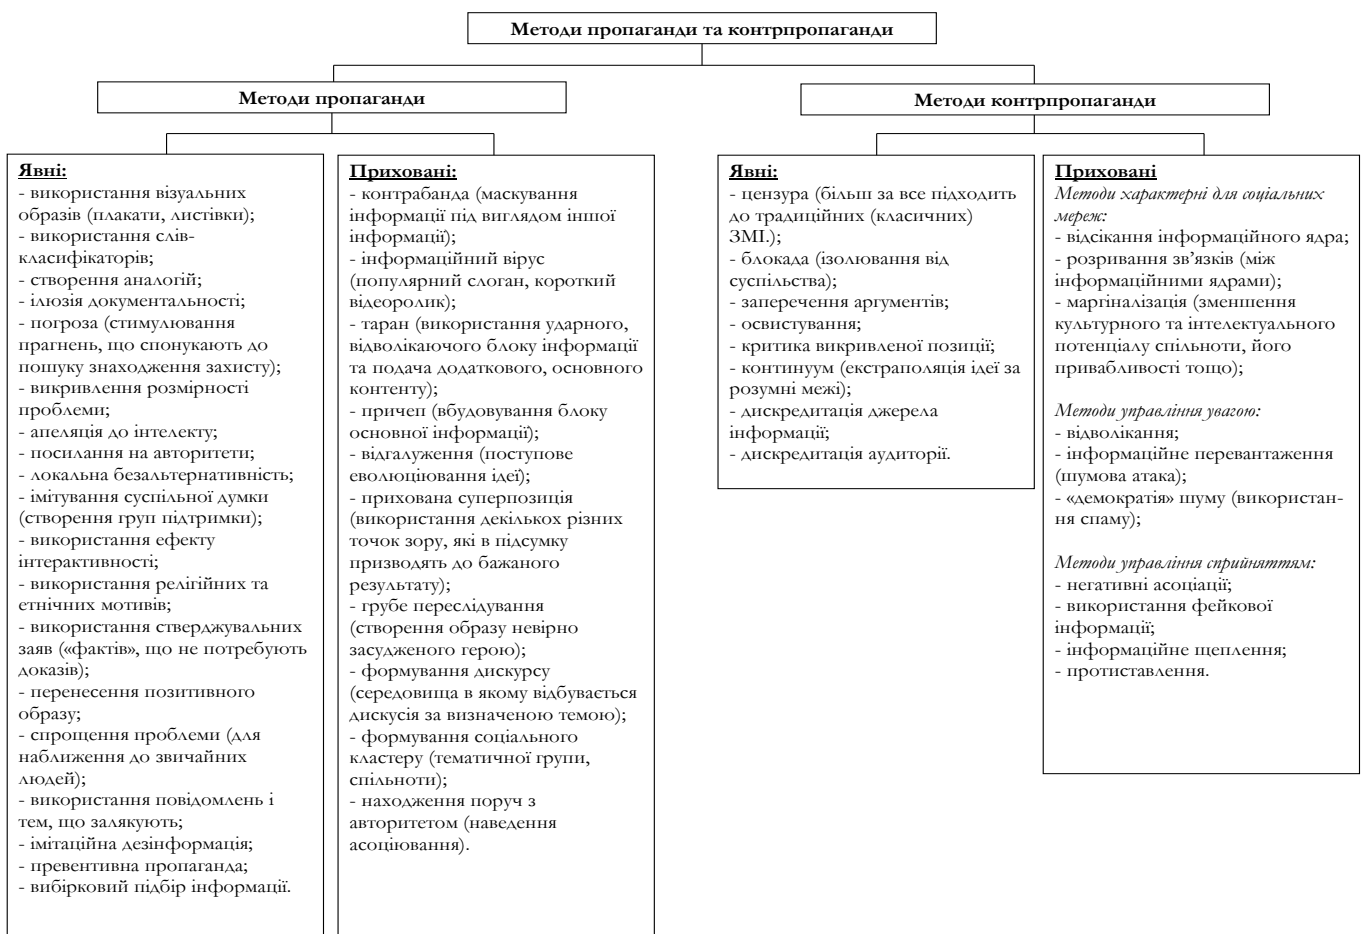 Методи пропаганди та контрпропаганди
Методи пропаганди
Методи контрпропаганди
Явні:
- використання візуальних
образів (плакати, листівки);
- використання слів-
класифікаторів;
- створення аналогій;
- ілюзія документальності;
- погроза (стимулювання
прагнень, що спонукають до
пошуку знаходження захисту);
- викривлення розмірності
проблеми;
- апеляція до інтелекту;
- посилання на авторитети;
- локальна безальтернативність;
- імітування суспільної думки
(створення груп підтримки);
- використання ефекту
інтерактивності;
- використання релігійних та
етнічних мотивів;
- використання стверджувальних
заяв («фактів», що не потребують
доказів);
- перенесення позитивного
образу;
- спрощення проблеми (для
наближення до звичайних
людей);
- використання повідомлень і
тем, що залякують;
- імітаційна дезінформація;
- превентивна пропаганда;
- вибірковий підбір інформації.
Приховані:
- контрабанда (маскування
інформації під виглядом іншої
інформації);
- інформаційний вірус
(популярний слоган, короткий
відеоролик);
- таран (використання ударного,
відволікаючого блоку інформації
та подача додаткового, основного
контенту);
- причеп (вбудовування блоку
основної інформації);
- відгалуження (поступове
еволюціювання ідеї);
- прихована суперпозиція
(використання декількох різних
точок зору, які в підсумку
призводять до бажаного
результату);
- грубе переслідування
(створення образу невірно
засудженого герою);
- формування дискурсу
(середовища в якому відбувається
дискусія за визначеною темою);
- формування соціального
кластеру (тематичної групи,
спільноти);
- находження поруч з
авторитетом (наведення
асоціювання).
Явні:
- цензура (більш за все підходить
до традиційних (класичних)
ЗМІ.);
- блокада (ізолювання від
суспільства);
- заперечення аргументів;
- освистування;
- критика викривленої позиції;
- континуум (екстраполяція ідеї за
розумні межі);
- дискредитація джерела
інформації;
- дискредитація аудиторії.
Приховані
Методи характерні для соціальних
мереж:
- відсікання інформаційного ядра;
- розривання зв’язків (між
інформаційними ядрами);
- маргіналізація (зменшення
культурного та інтелектуального
потенціалу спільноти, його
привабливості тощо);
Методи управління увагою:
- відволікання;
- інформаційне перевантаження
(шумова атака);
- «демократія» шуму (використан-
ня спаму);
Методи управління сприйняттям:
- негативні асоціації;
- використання фейкової
інформації;
- інформаційне щеплення;
- протиставлення.